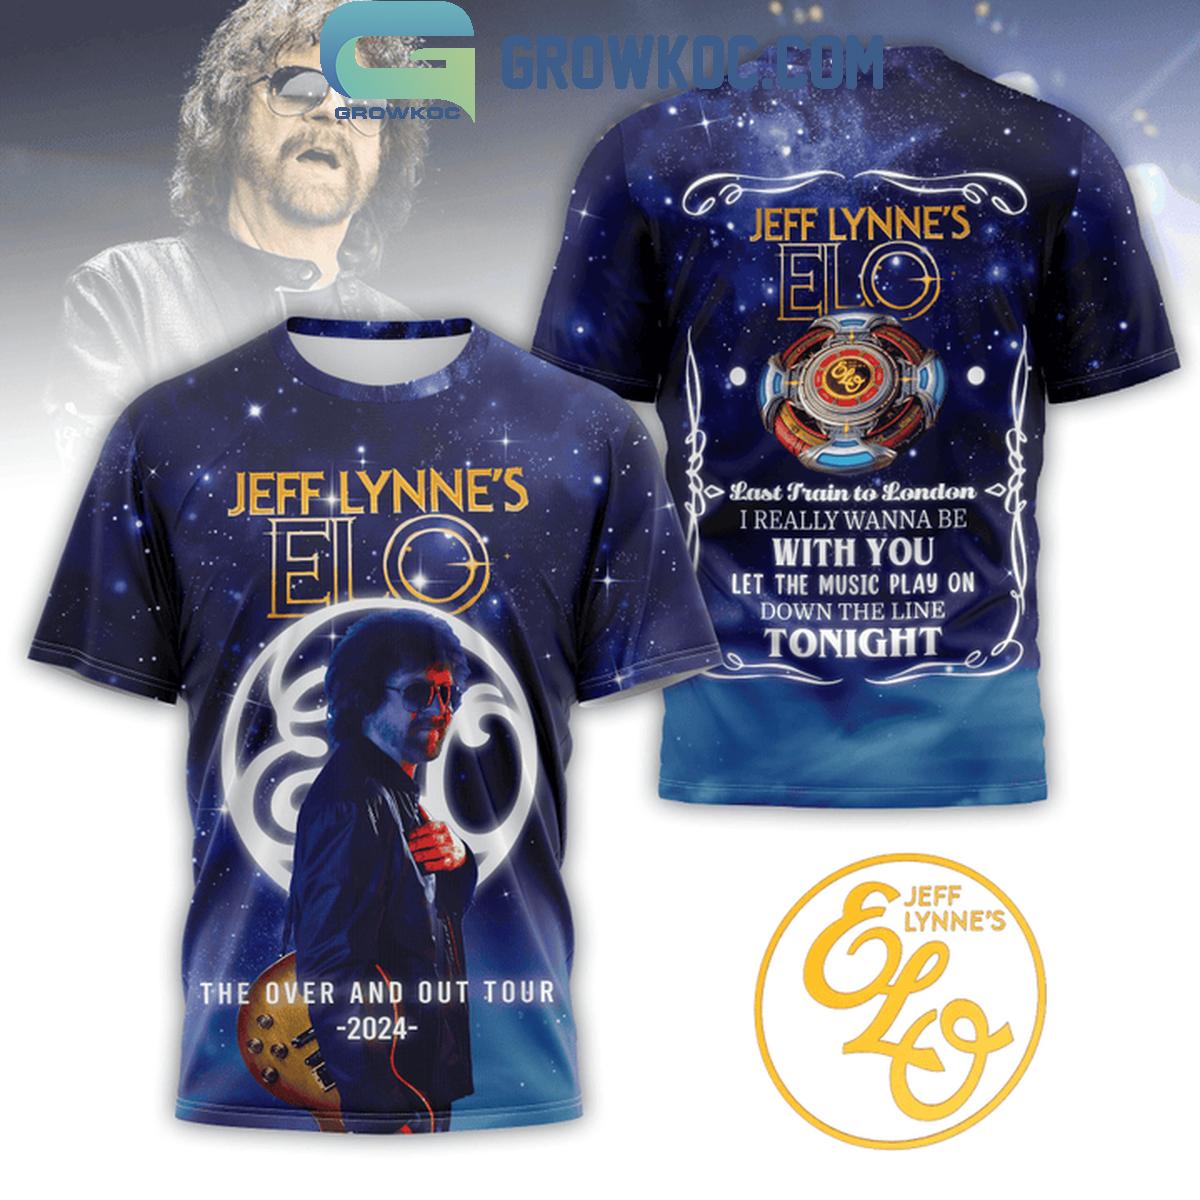 GROWKOC.COM
GROWKOC
JEFF LYNNE'S
ELO
ELO
Last Train to London
I REALLY WANNA BE
WITH YOU
LET THE MUSIC PLAY ON
DOWN THE LINE
TONIGHT
JEFF LYNNE'S
ELO
THE OVER AND OUT TOUR
-2024-
JEFF
LYNNE'S
ELO